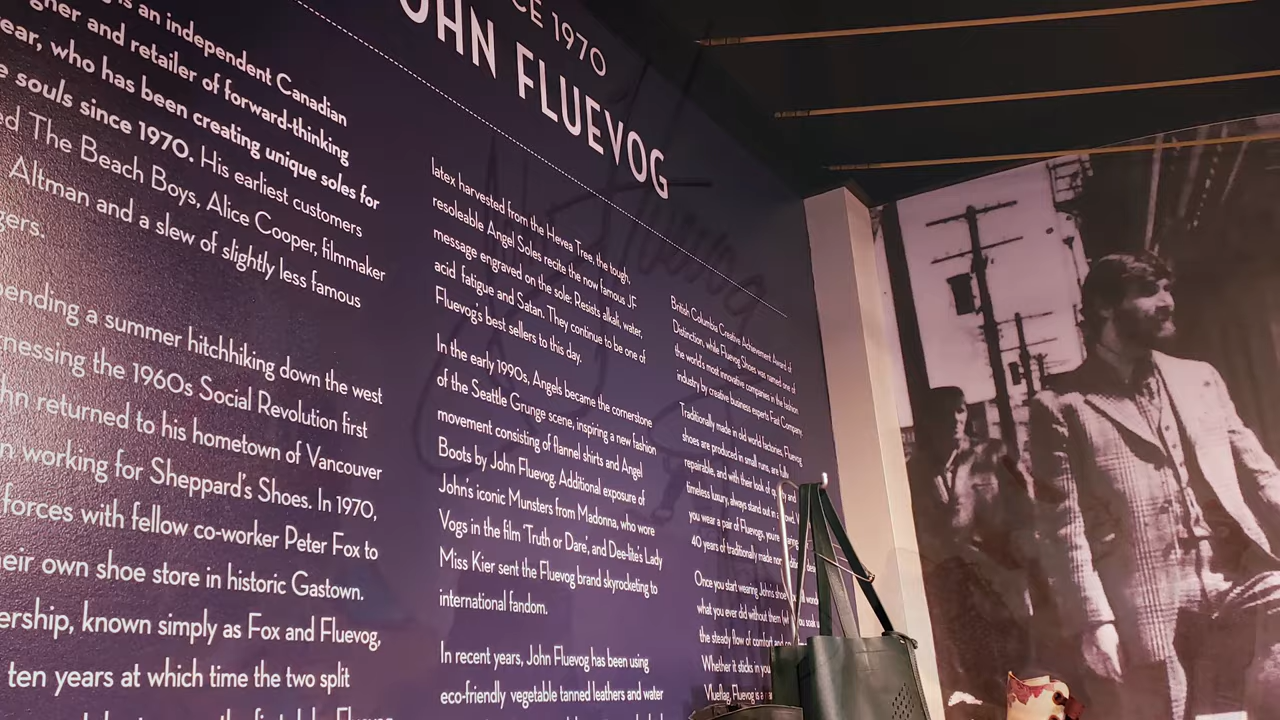 CE 1970
OHN FLUEVOG
is an independent Canadian
gner and retailer of forward-thinking
ear, who has been creating unique soles for
souls since 1970. His earliest customers
ed The Beach Boys, Alice Cooper, filmmaker
Altman and a slew of slightly less famous
gers.
pending a summer hitchhiking down the west
nessing the 1960s Social Revolution first
hn returned to his hometown of Vancouver
n working for Sheppard's Shoes. In 1970,
forces with fellow co-worker Peter Fox to
heir own shoe store in historic Gastown.
ership, known simply as Fox and Fluevog,
ten years at which time the two split
latex harvested from the Hevea Tree, the tough,
resoleable Angel Soles recite the now famous JF
message engraved on the sole: Resists alkali, water,
acid, fatigue and Satan. They continue to be one of
Fluevog's best sellers to this day.
In the early 1990s, Angels became the cornerstone
of the Seattle Grunge scene, inspiring a new fashion
movement consisting of flannel shirts and Angel
Boots by John Fluevog. Additional exposure of
John's iconic Munsters from Madonna, who wore
Vogs in the film 'Truth or Dare', and Dee-lite's Lady
Miss Kier sent the Fluevog brand skyrocketing to
international fandom.
In recent years, John Fluevog has been using
eco-friendly vegetable tanned leathers and water
British Columbia Creative Achievement Award of
Distinction, while Fluevog Shoes was named one of
the world's most innovative companies in the fashion
industry by creative business experts Fast Company.
Traditionally made in old world factories, Fluevog
shoes are produced in small runs, are fully
repairable, and with their look of and
timeless luxury, always stand out in a crowd.
you wear a pair of Fluevogs, you're
40 years of traditionally made
Once you start wearing John's shoes
what you ever did without them
the steady flow of comfort and
Whether it sticks in you
Vlueflag, Fluevog is a